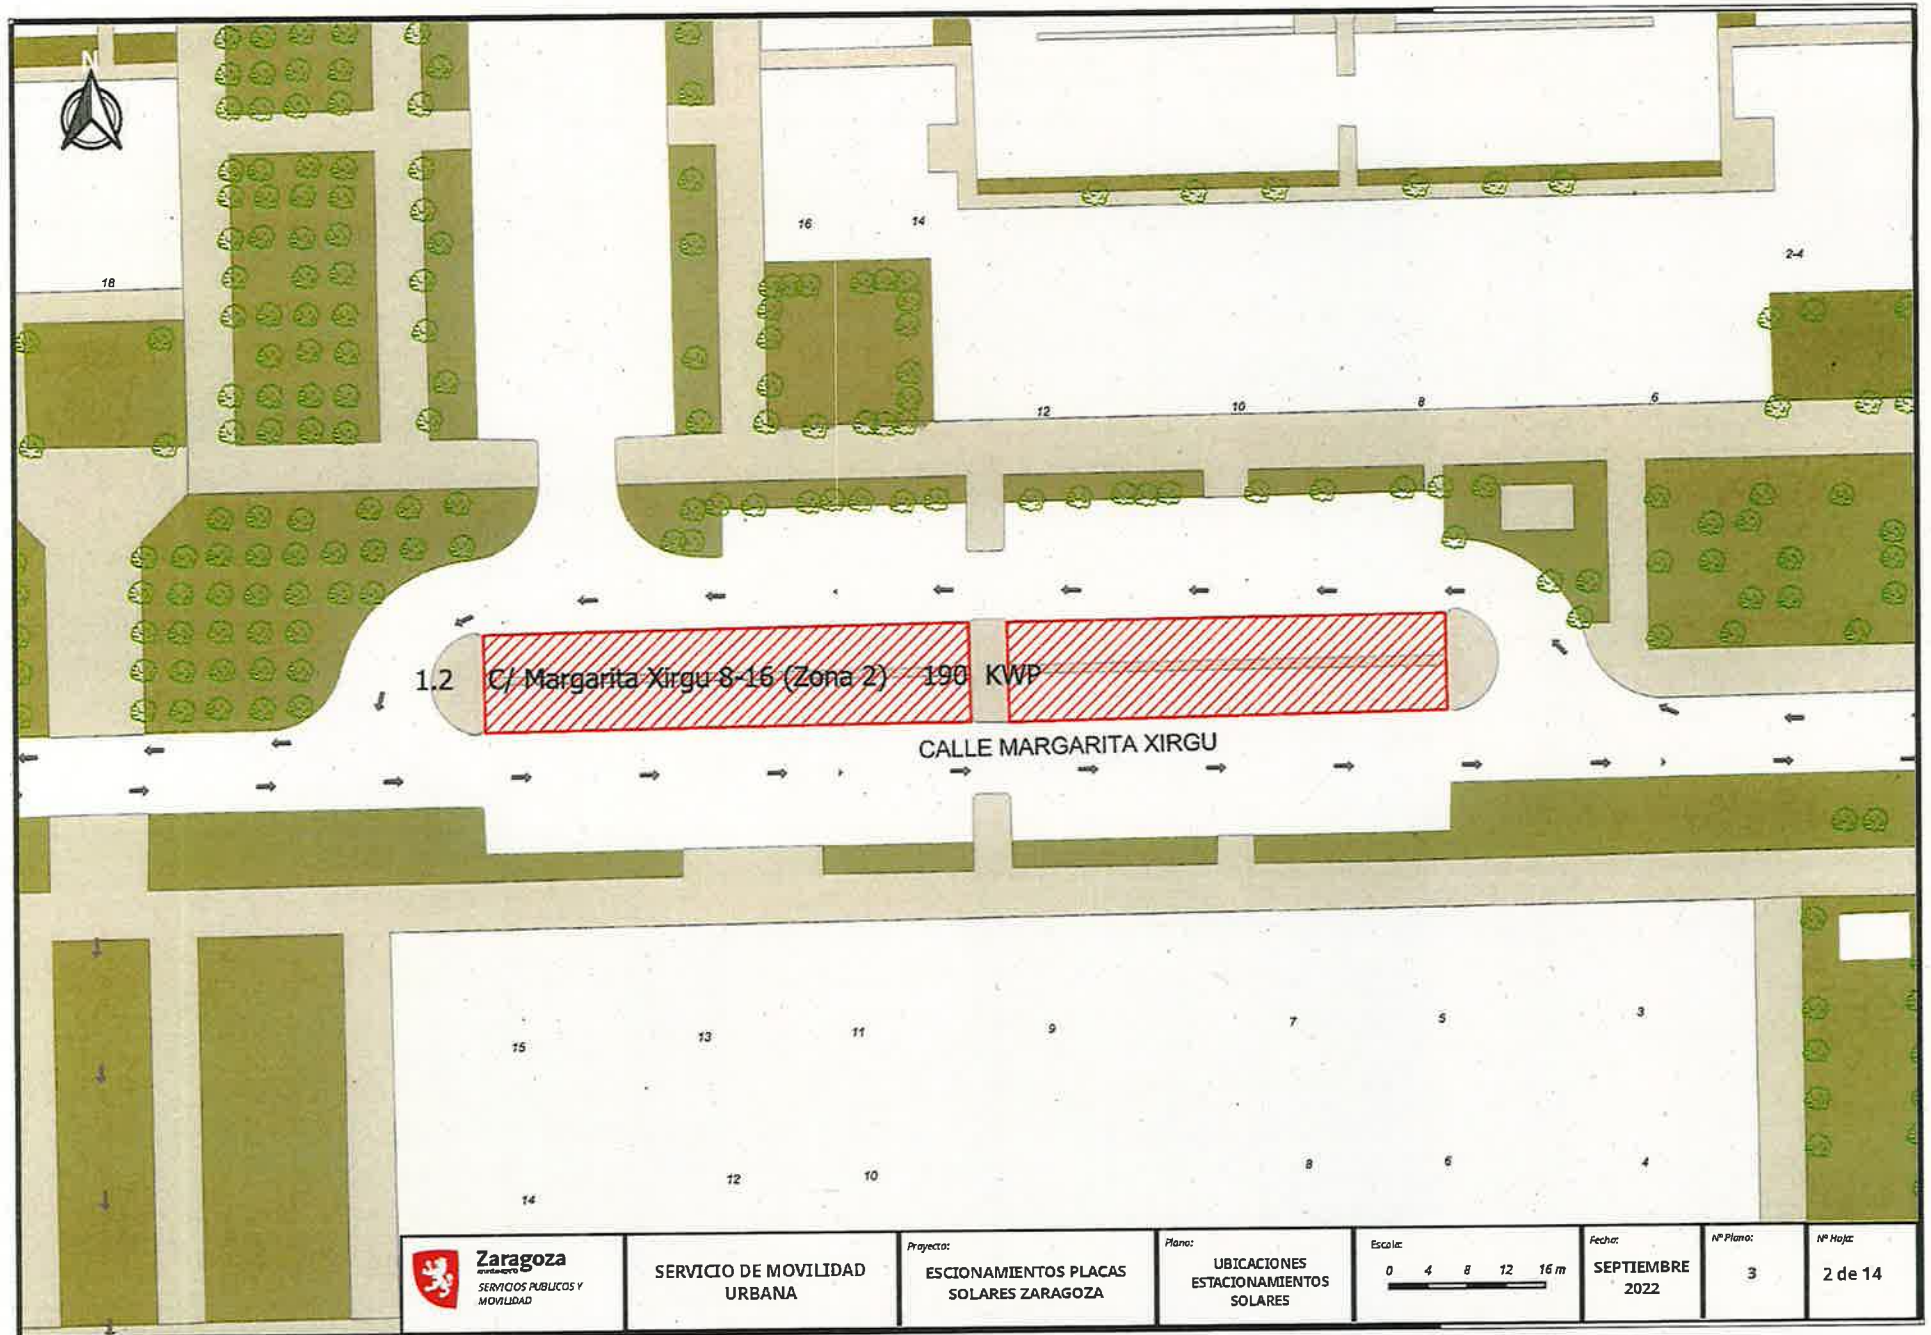 N
16
14
18
2-4
12
10
8
6
1.2 C/ Margarita Xirgu 8-16 (Zona 2) 190 KWP
CALLE MARGARITA XIRGU
15
13
11
9
7
5
3
14
12
10
8
6
4
Zaragoza
AYUNTAMIENTO
SERVICIOS PUBLICOS Y
MOVILIDAD
SERVICIO DE MOVILIDAD
URBANA
Proyecto:
ESCIONAMIENTOS PLACAS
SOLARES ZARAGOZA
Plano:
UBICACIONES
ESTACIONAMIENTOS
SOLARES
Escala:
0 4 8 12 16 m
Fecha:
SEPTIEMBRE
2022
Nº Plano:
3
Nº Hoja:
2 de 14